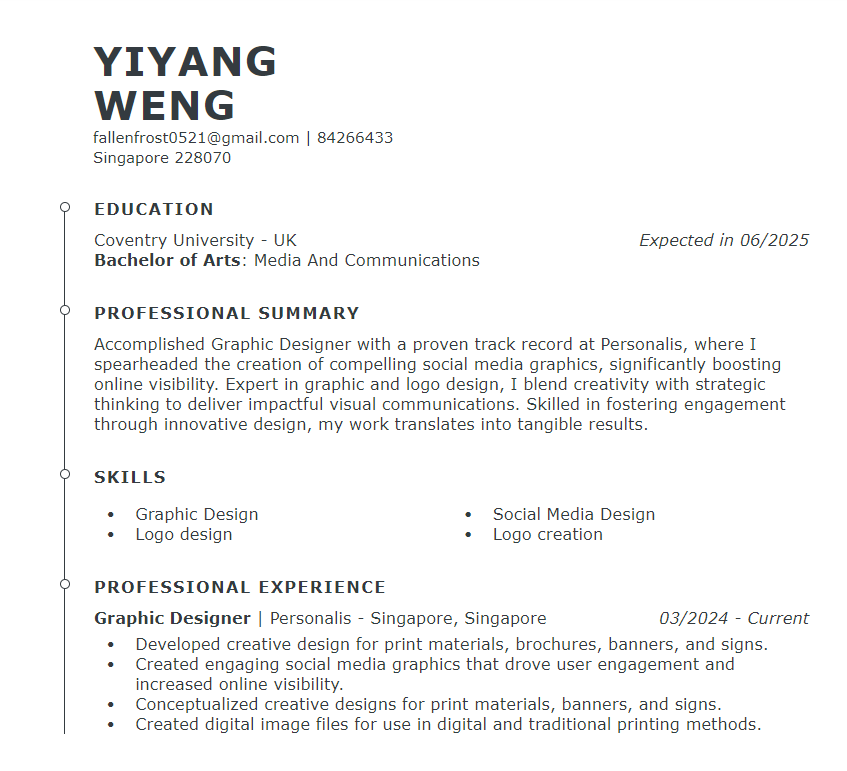 YIYANG
WENG
fallenfrost0521@gmail.com | 84266433
Singapore 228070
EDUCATION
Coventry University - UK Expected in 06/2025
Bachelor of Arts: Media And Communications
PROFESSIONAL SUMMARY
Accomplished Graphic Designer with a proven track record at Personalis, where I
spearheaded the creation of compelling social media graphics, significantly boosting
online visibility. Expert in graphic and logo design, I blend creativity with strategic
thinking to deliver impactful visual communications. Skilled in fostering engagement
through innovative design, my work translates into tangible results.
SKILLS
• Graphic Design • Social Media Design
• Logo design • Logo creation
PROFESSIONAL EXPERIENCE
Graphic Designer | Personalis - Singapore, Singapore 03/2024 - Current
• Developed creative design for print materials, brochures, banners, and signs.
• Created engaging social media graphics that drove user engagement and
increased online visibility.
• Conceptualized creative designs for print materials, banners, and signs.
• Created digital image files for use in digital and traditional printing methods.